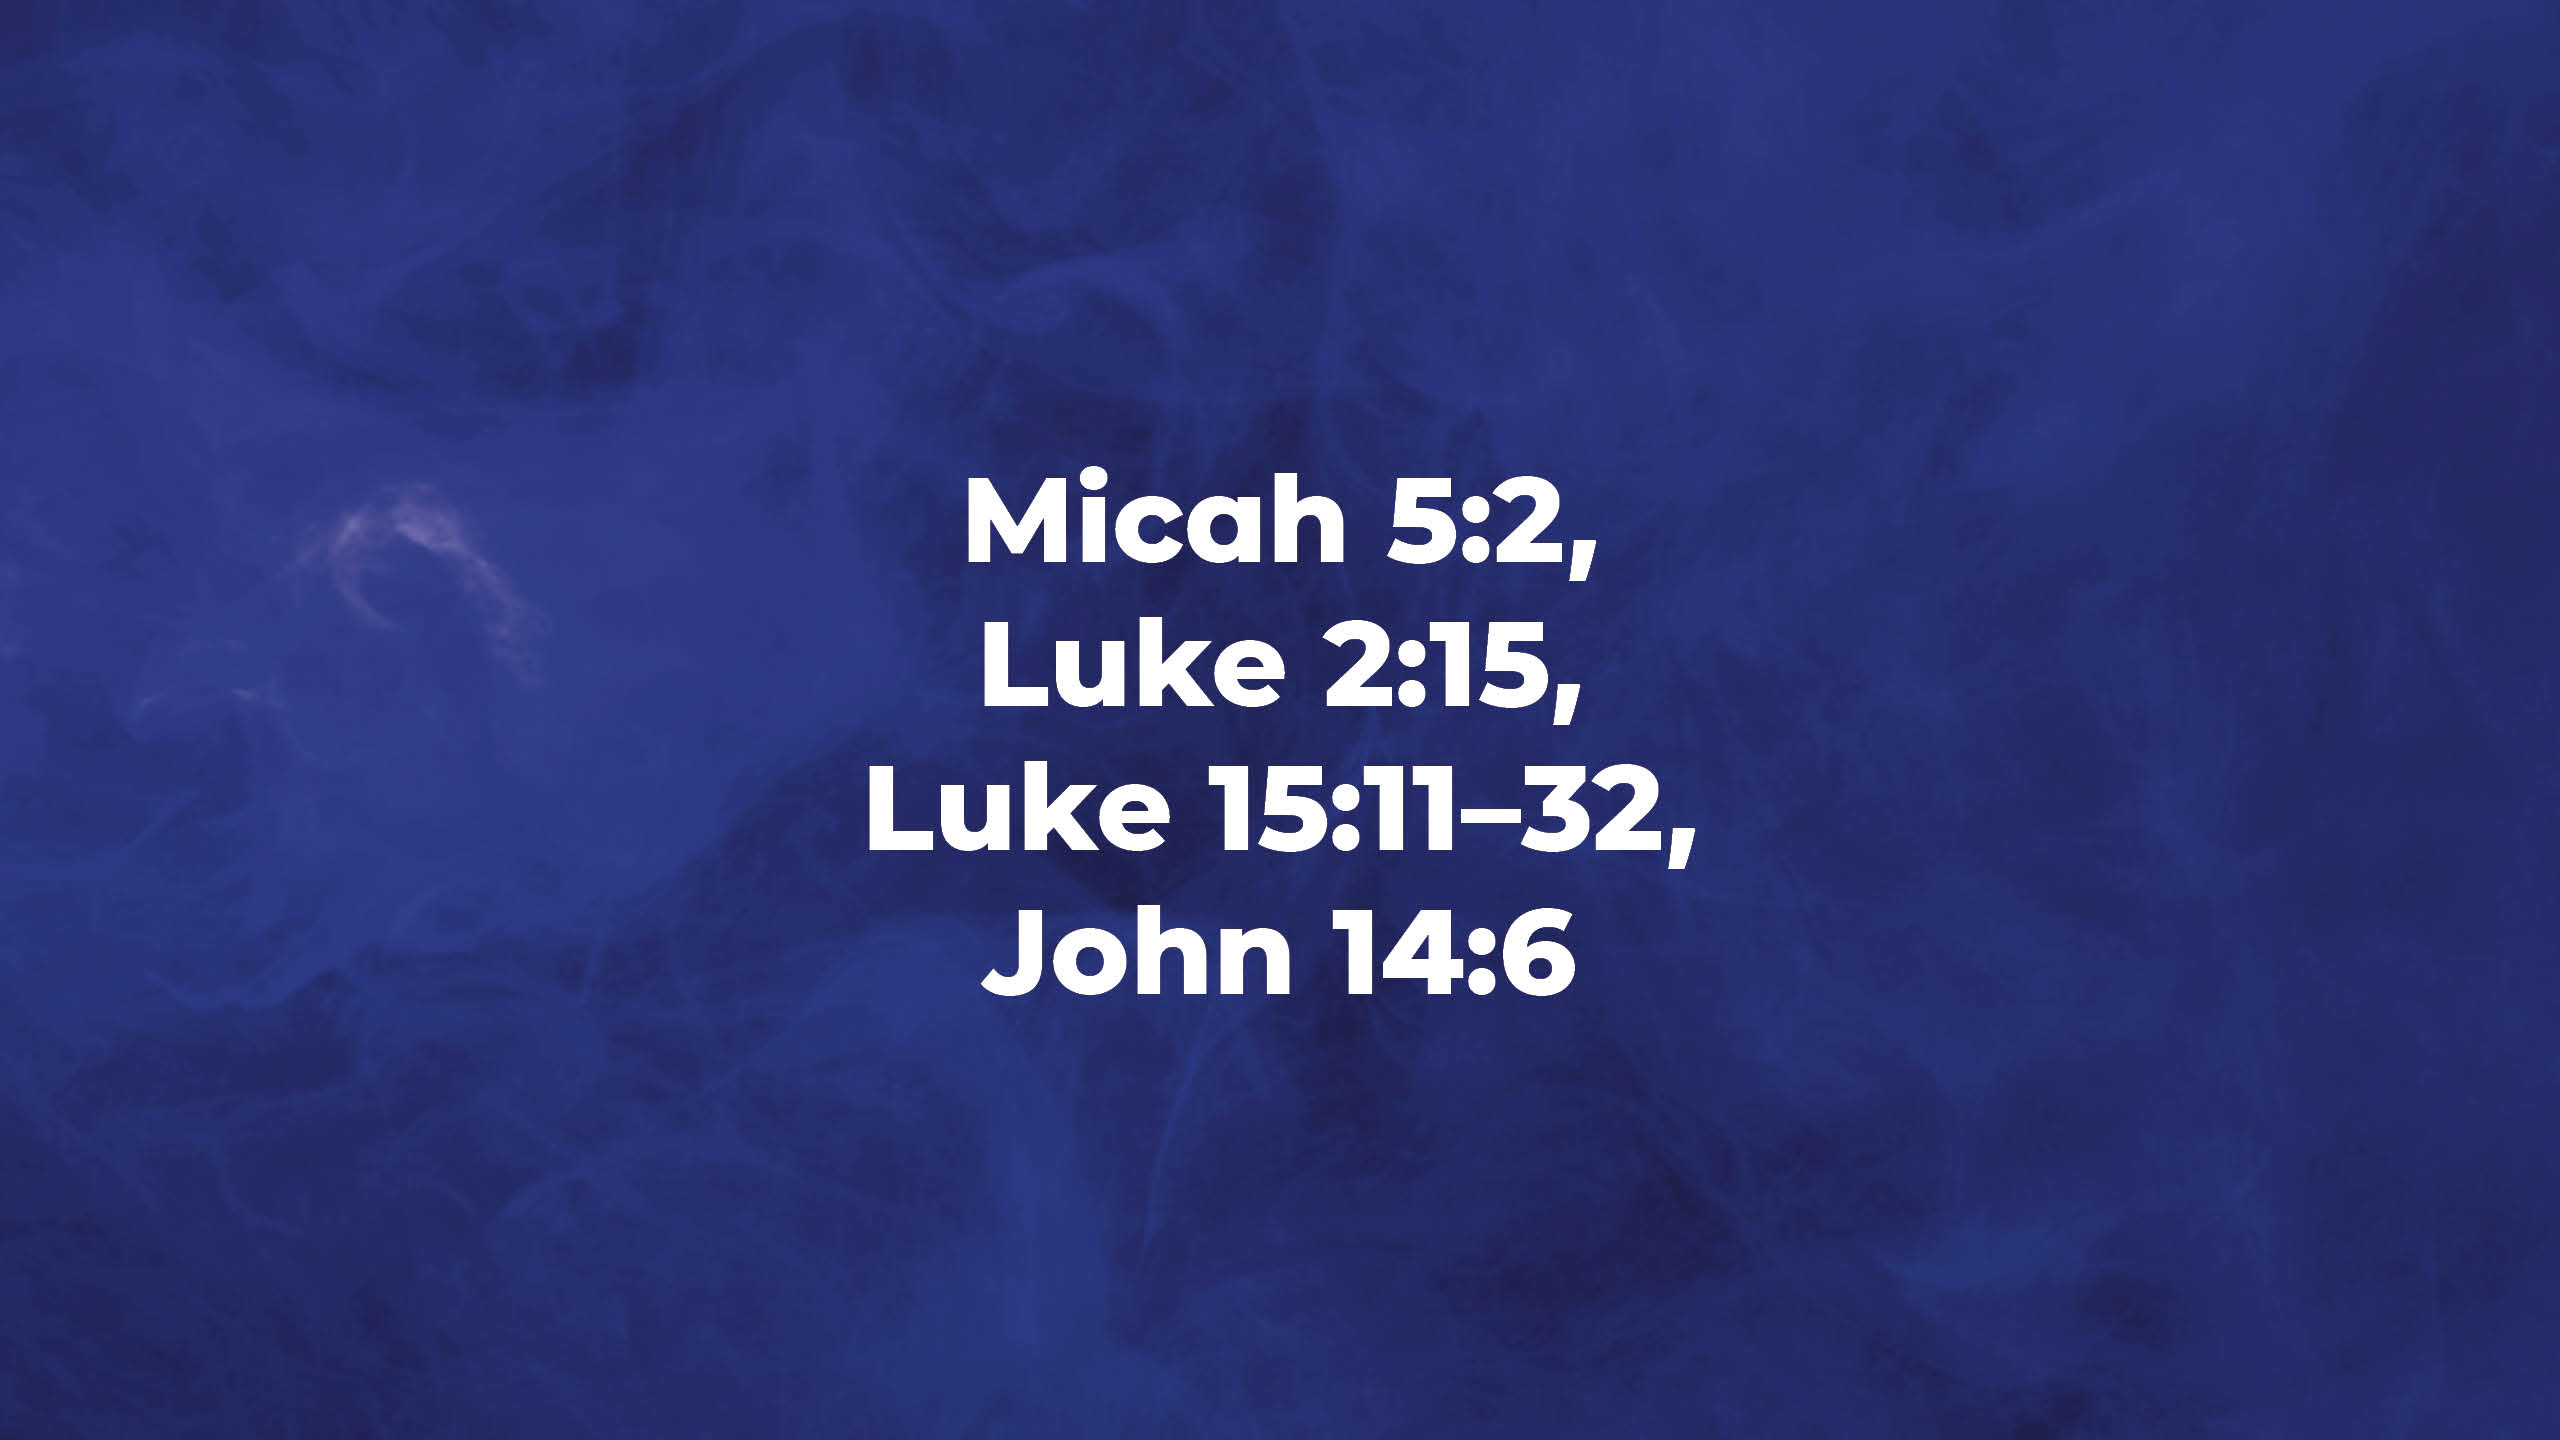 Micah 5:2,
Luke 2:15,
Luke 15:11–32,
John 14:6